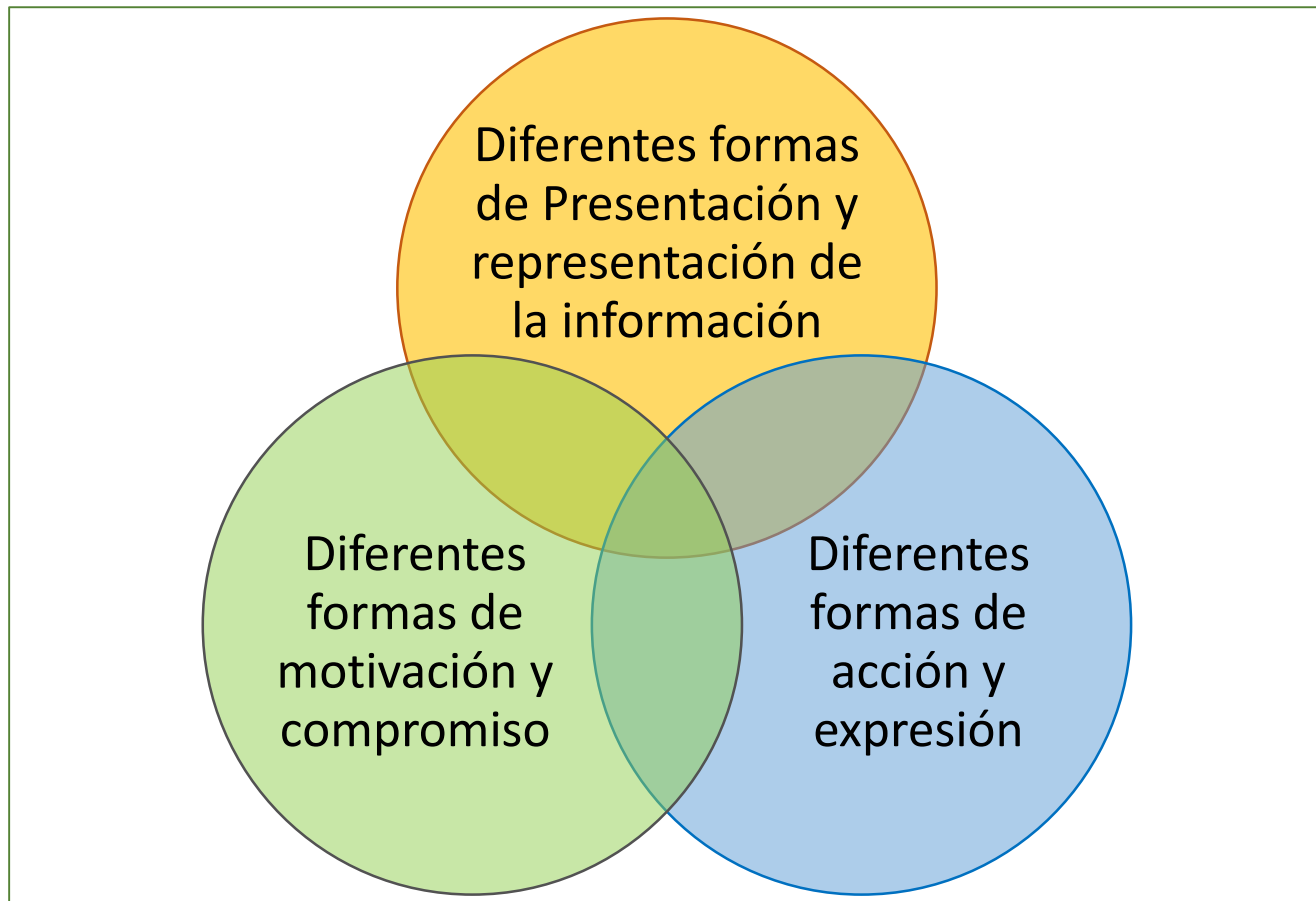 Diferentes formas
de Presentación y
representación de
la información
Diferentes
formas de
motivación y
compromiso
Diferentes
formas de
acción y
expresión